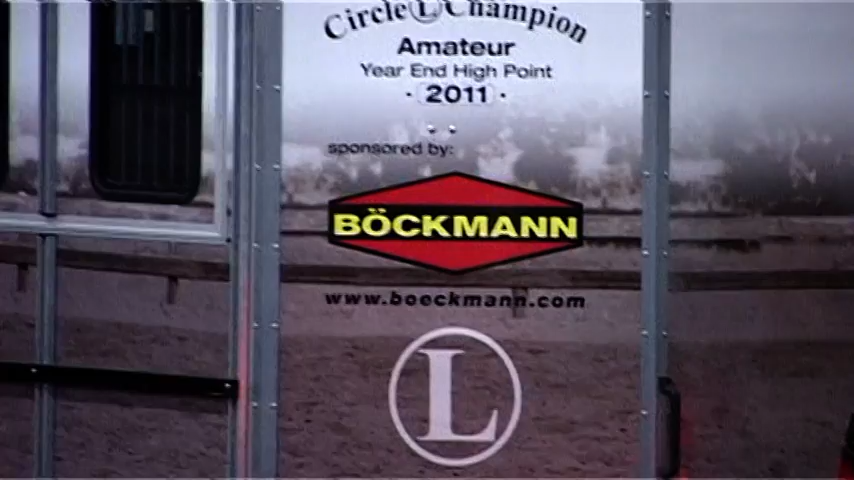 Circle L Champion
Amateur
Year End High Point
· 2011 ·
sponsored by:
BÖCKMANN
www.boeckmann.com
L